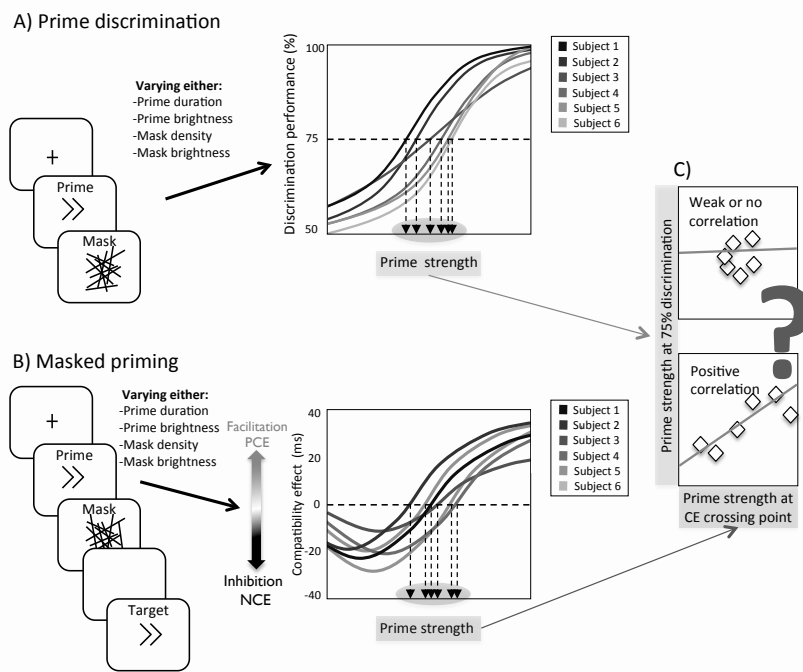 A) Prime discrimination
Varying either:
-Prime duration
-Prime brightness
-Mask density
-Mask brightness
+
Prime
Mask
Discrimination performance (%)
100
75
50
Prime strength
Subject 1
Subject 2
Subject 3
Subject 4
Subject 5
Subject 6
B) Masked priming
Varying either:
-Prime duration
-Prime brightness
-Mask density
-Mask brightness
+
Prime
Mask
Target
Facilitation
PCE
Inhibition
NCE
Compatibility effect (ms)
40
20
0
-20
-40
Prime strength
Subject 1
Subject 2
Subject 3
Subject 4
Subject 5
Subject 6
C)
Prime strength at 75% discrimination
Weak or no
correlation
?
Positive
correlation
Prime strength at
CE crossing point